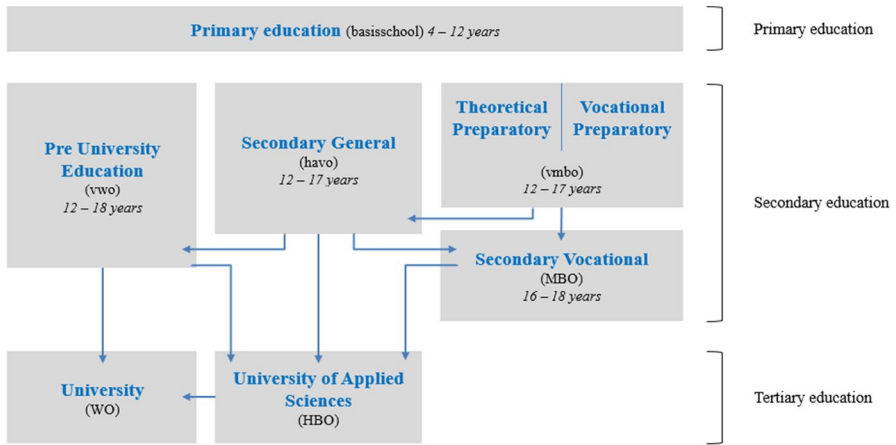 Primary education (basisschool) 4 – 12 years
Primary education
Pre University
Education
(vwo)
12 – 18 years
Secondary General
(havo)
12 – 17 years
Theoretical
Preparatory
Vocational
Preparatory
(vmbo)
12 – 17 years
Secondary education
Secondary Vocational
(MBO)
16 – 18 years
University
(WO)
University of Applied
Sciences
(HBO)
Tertiary education